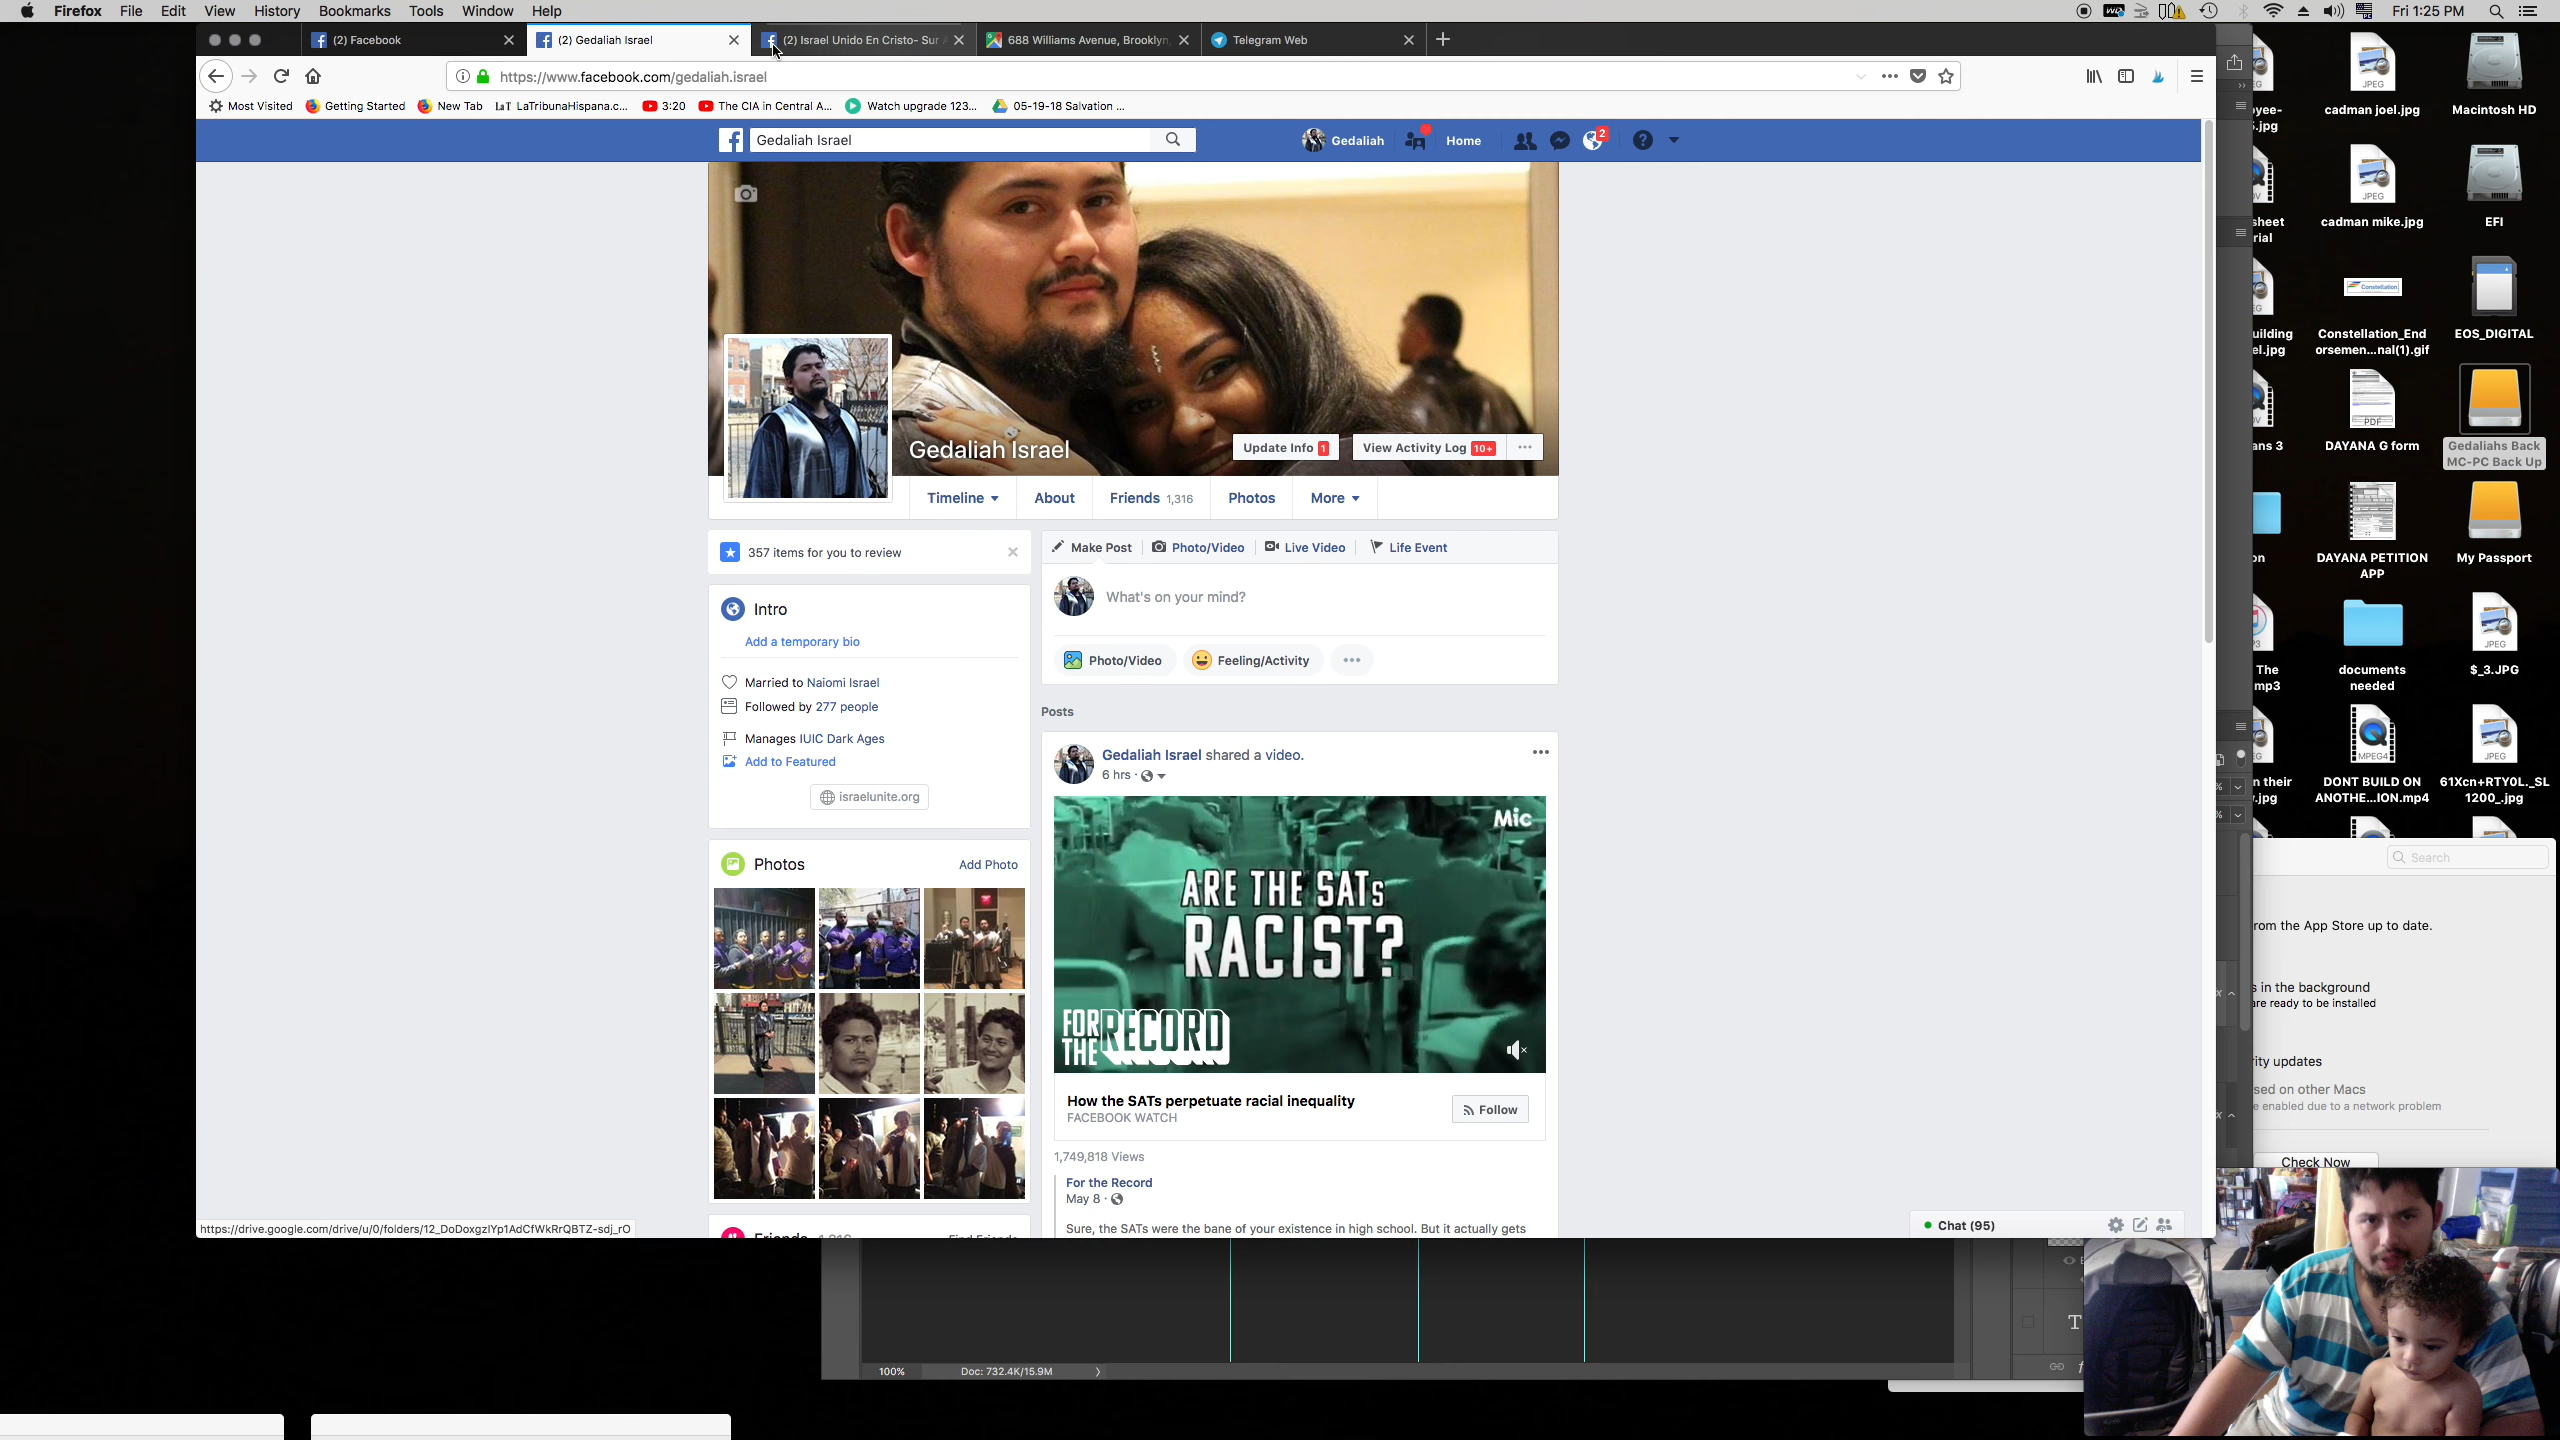 Firefox File Edit View History Bookmarks Tools Window Help
Fri 1:25 PM
(2) Facebook
(2) Gedaliah Israel
(2) Israel Unido En Cristo- Sur
688 Williams Avenue, Brooklyn,
Telegram Web
https://www.facebook.com/gedaliah.israel
Most Visited
Getting Started
New Tab
LaT LaTribunaHispana.c...
3:20
The CIA in Central A...
Watch upgrade 123...
05-19-18 Salvation ...
Gedaliah Israel
Gedaliah
Home
2
Gedaliah Israel
Update Info 1
View Activity Log 10+
Timeline
About
Friends 1,316
Photos
More
357 items for you to review
Intro
Add a temporary bio
Married to Naiomi Israel
Followed by 277 people
Manages IUIC Dark Ages
Add to Featured
israelunite.org
Photos
Add Photo
Make Post
Photo/Video
Live Video
Life Event
What's on your mind?
Photo/Video
Feeling/Activity
Posts
Gedaliah Israel shared a video.
6 hrs
Mic
ARE THE SATs
RACIST?
FOR
THE RECORD
How the SATs perpetuate racial inequality
FACEBOOK WATCH
Follow
1,749,818 Views
For the Record
May 8
Sure, the SATs were the bane of your existence in high school. But it actually gets
https://drive.google.com/drive/u/0/folders/12_DoDoxgzlYp1AdCfWkRrQBTZ-sdj_rO
Chat (95)
100%
Doc: 732.4K/15.9M
cadman joel.jpg
Macintosh HD
cadman mike.jpg
EFI
Constellation
Constellation_End
orsemen...nal(1).gif
EOS_DIGITAL
PDF
DAYANA G form
Gedaliahs Back
MC-PC Back Up
DAYANA PETITION
APP
My Passport
documents
needed
JPEG
$_3.JPG
MPEG4
DONT BUILD ON
ANOTHE...ION.mp4
JPEG
61Xcn+RTY0L._SL
1200_.jpg
Search
rom the App Store up to date.
s in the background
are ready to be installed
rity updates
sed on other Macs
e enabled due to a network problem
Check Now